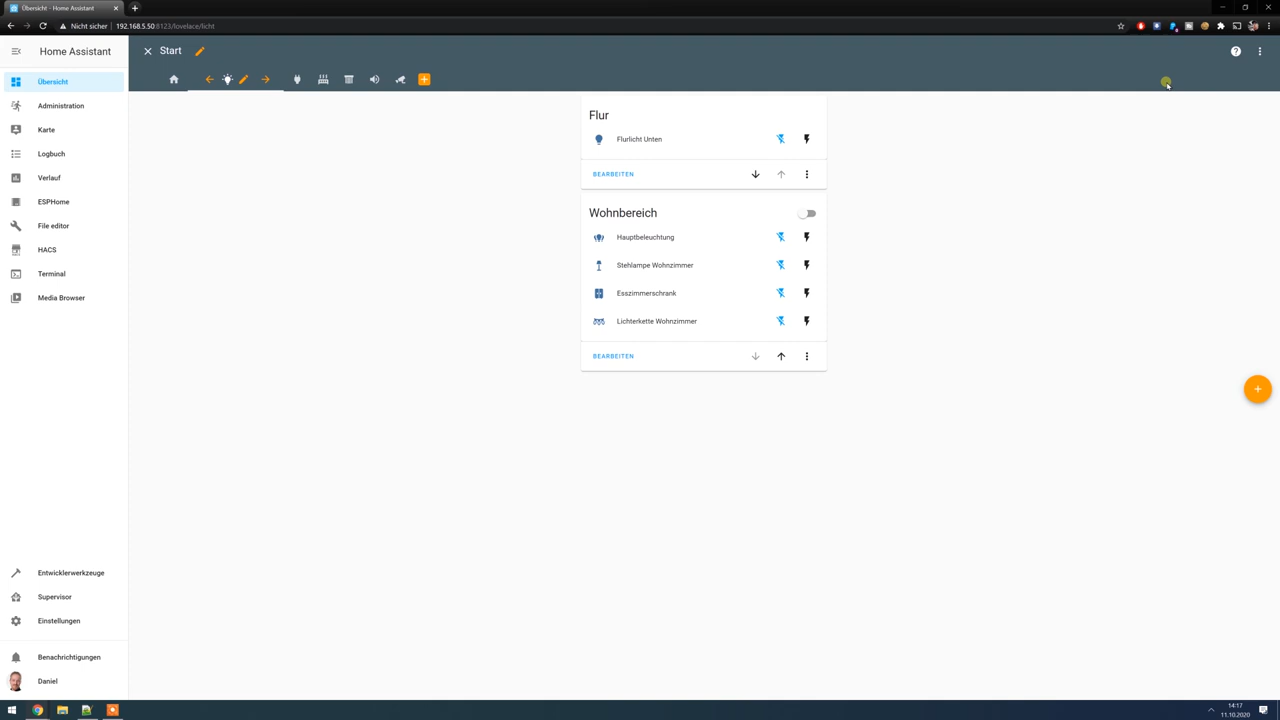 Übersicht - Home Assistant
Nicht sicher
192.168.5.50:8123/lovelace/licht
Home Assistant
Start
Übersicht
Administration
Karte
Logbuch
Verlauf
ESPHome
File editor
HACS
Terminal
Media Browser
Entwicklerwerkzeuge
Supervisor
Einstellungen
Benachrichtigungen
Daniel
Flur
Flurlicht Unten
BEARBEITEN
Wohnbereich
Hauptbeleuchtung
Stehlampe Wohnzimmer
Esszimmerschrank
Lichterkette Wohnzimmer
BEARBEITEN
14:17
11.10.2020